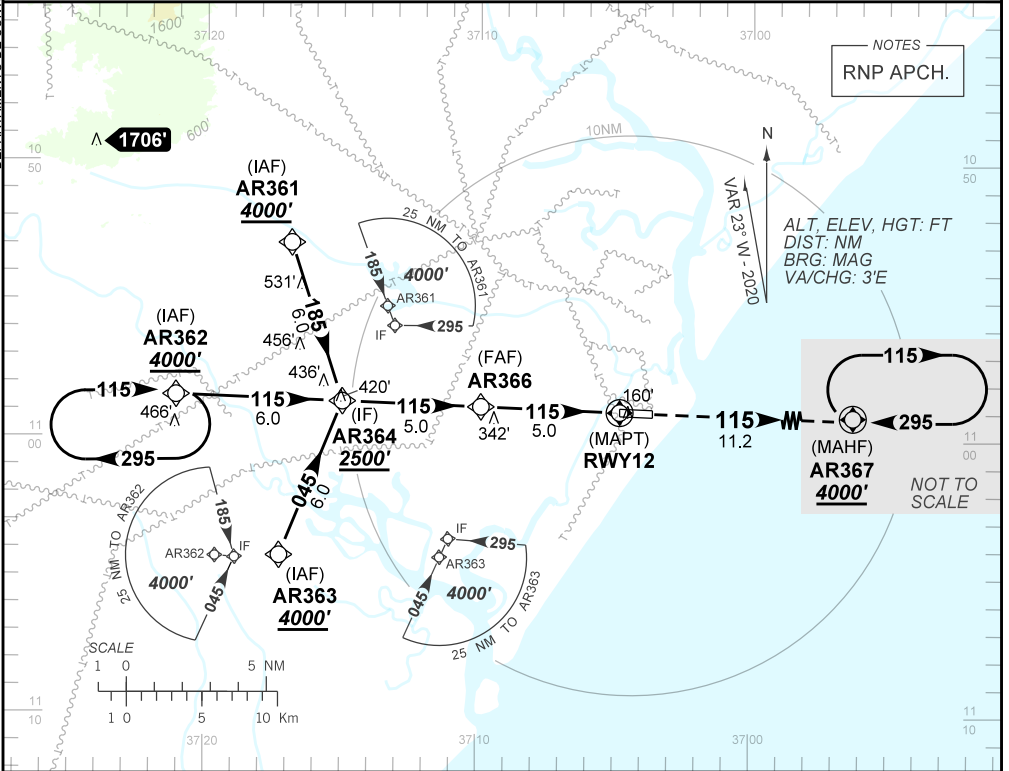 1600'
37 20
37 10
37 00
NOTES
RNP APCH.
10NM
600'
1706'
N
10
50
10
50
(IAF)
AR361
4000'
VAR 23° W - 2020
ALT, ELEV, HGT: FT
DIST: NM
BRG: MAG
VA/CHG: 3'E
25 NM TO AR361
185
4000'
AR361
IF
295
531'
185
6.0
456'
436'
(IAF)
AR362
4000'
115
466'
295
115
6.0
420'
(IF)
AR364
2500'
115
5.0
(FAF)
AR366
342'
115
5.0
160'
(MAPT)
RWY12
115
11.2
115
295
(MAHF)
AR367
4000'
NOT TO
SCALE
11
00
11
00
045
6.0
(IAF)
AR363
4000'
25 NM TO AR362
185
AR362
IF
4000'
045
IF
295
AR363
4000'
045
25 NM TO AR363
SCALE
1 0 5 NM
1 0 5 10 Km
11
10
11
10
37 20
37 10
37 00